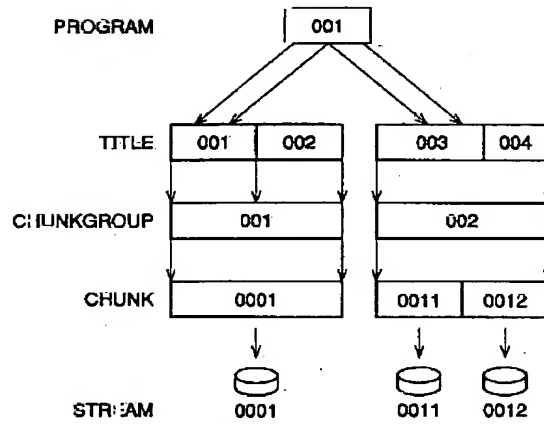 PROGRAM 001
TITLE 001 002 003 004
CHUNKGROUP 001 002
CHUNK 0001 0011 0012
STREAM 0001 0011 0012